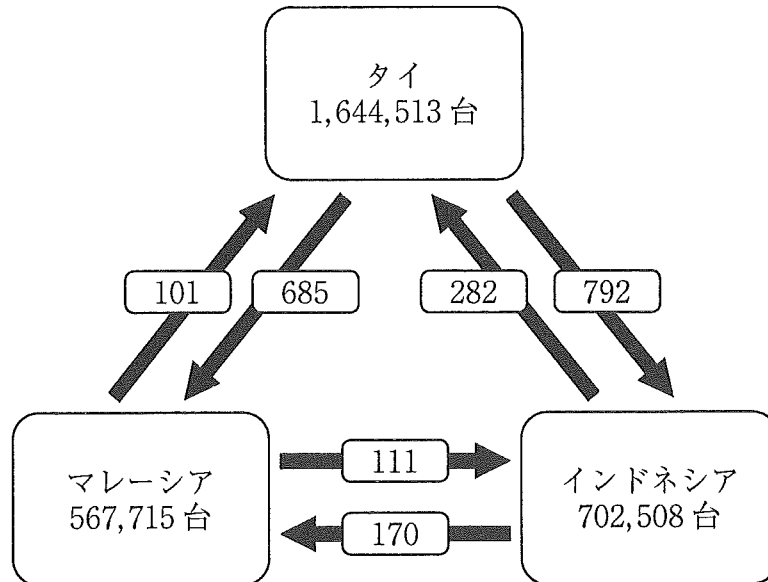 タイ
1,644,513 台
101
685
282
792
マレーシア
567,715 台
111
170
インドネシア
702,508 台